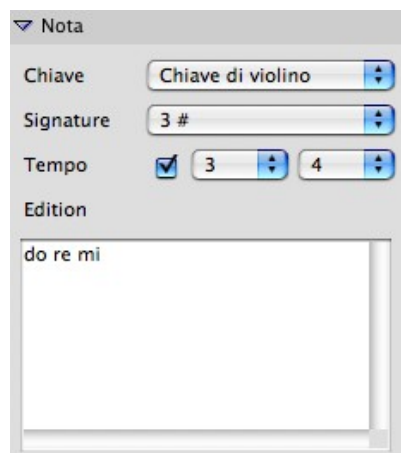 Nota
Chiave Chiave di violino
Signature 3 #
Tempo 3 4
Edition
do re mi